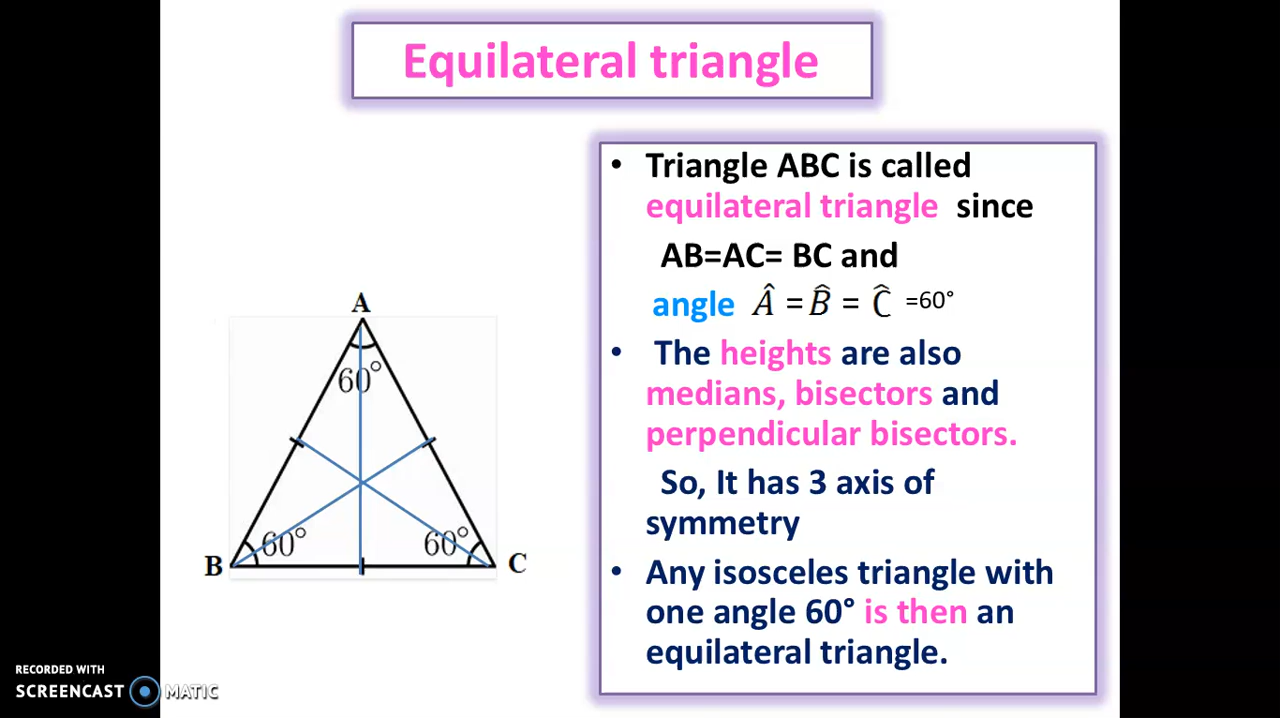 Equilateral triangle
• Triangle ABC is called
equilateral triangle since
AB=AC= BC and
angle Â = B̂ = Ĉ =60°
• The heights are also
medians, bisectors and
perpendicular bisectors.
So, It has 3 axis of
symmetry
• Any isosceles triangle with
one angle 60° is then an
equilateral triangle.
A
60°
B
60°
60°
C
RECORDED WITH
SCREENCAST MATIC